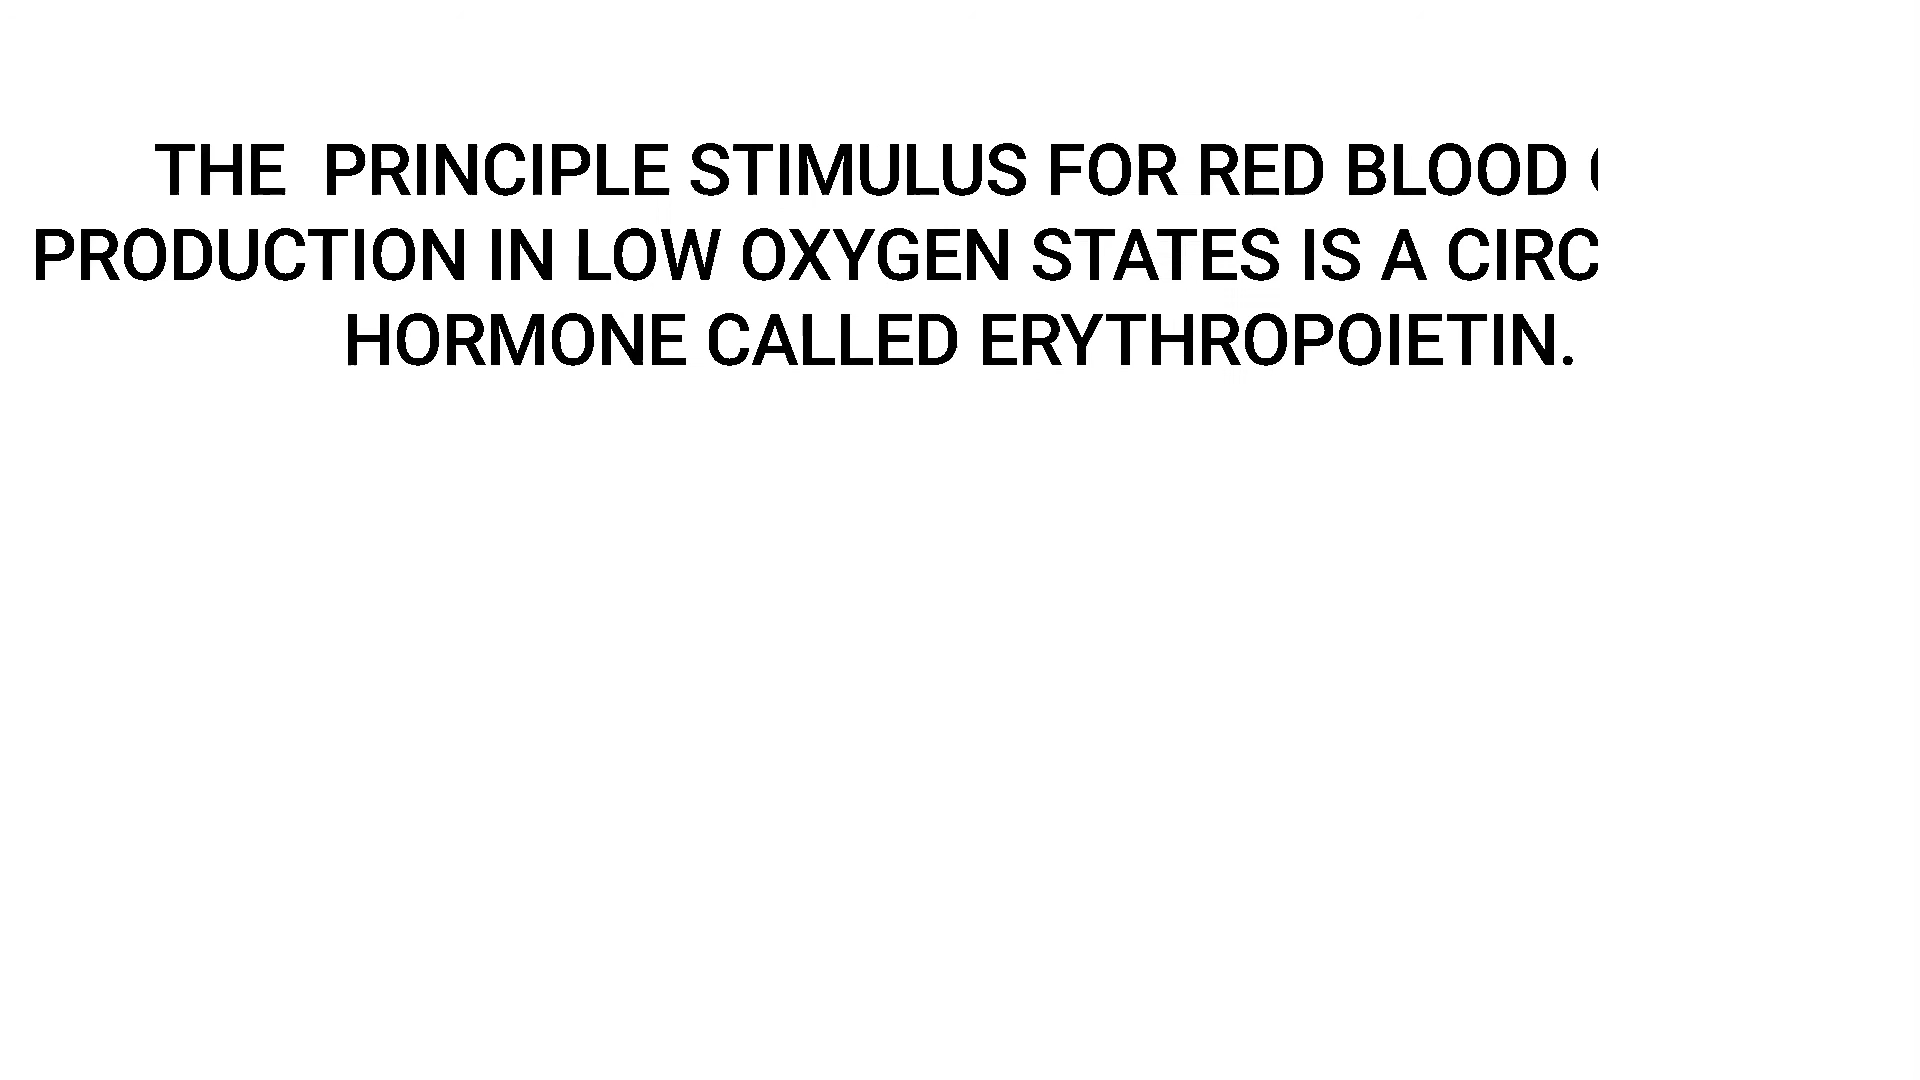 THE PRINCIPLE STIMULUS FOR RED BLOOD
PRODUCTION IN LOW OXYGEN STATES IS A
HORMONE CALLED ERYTHROPOIETIN.